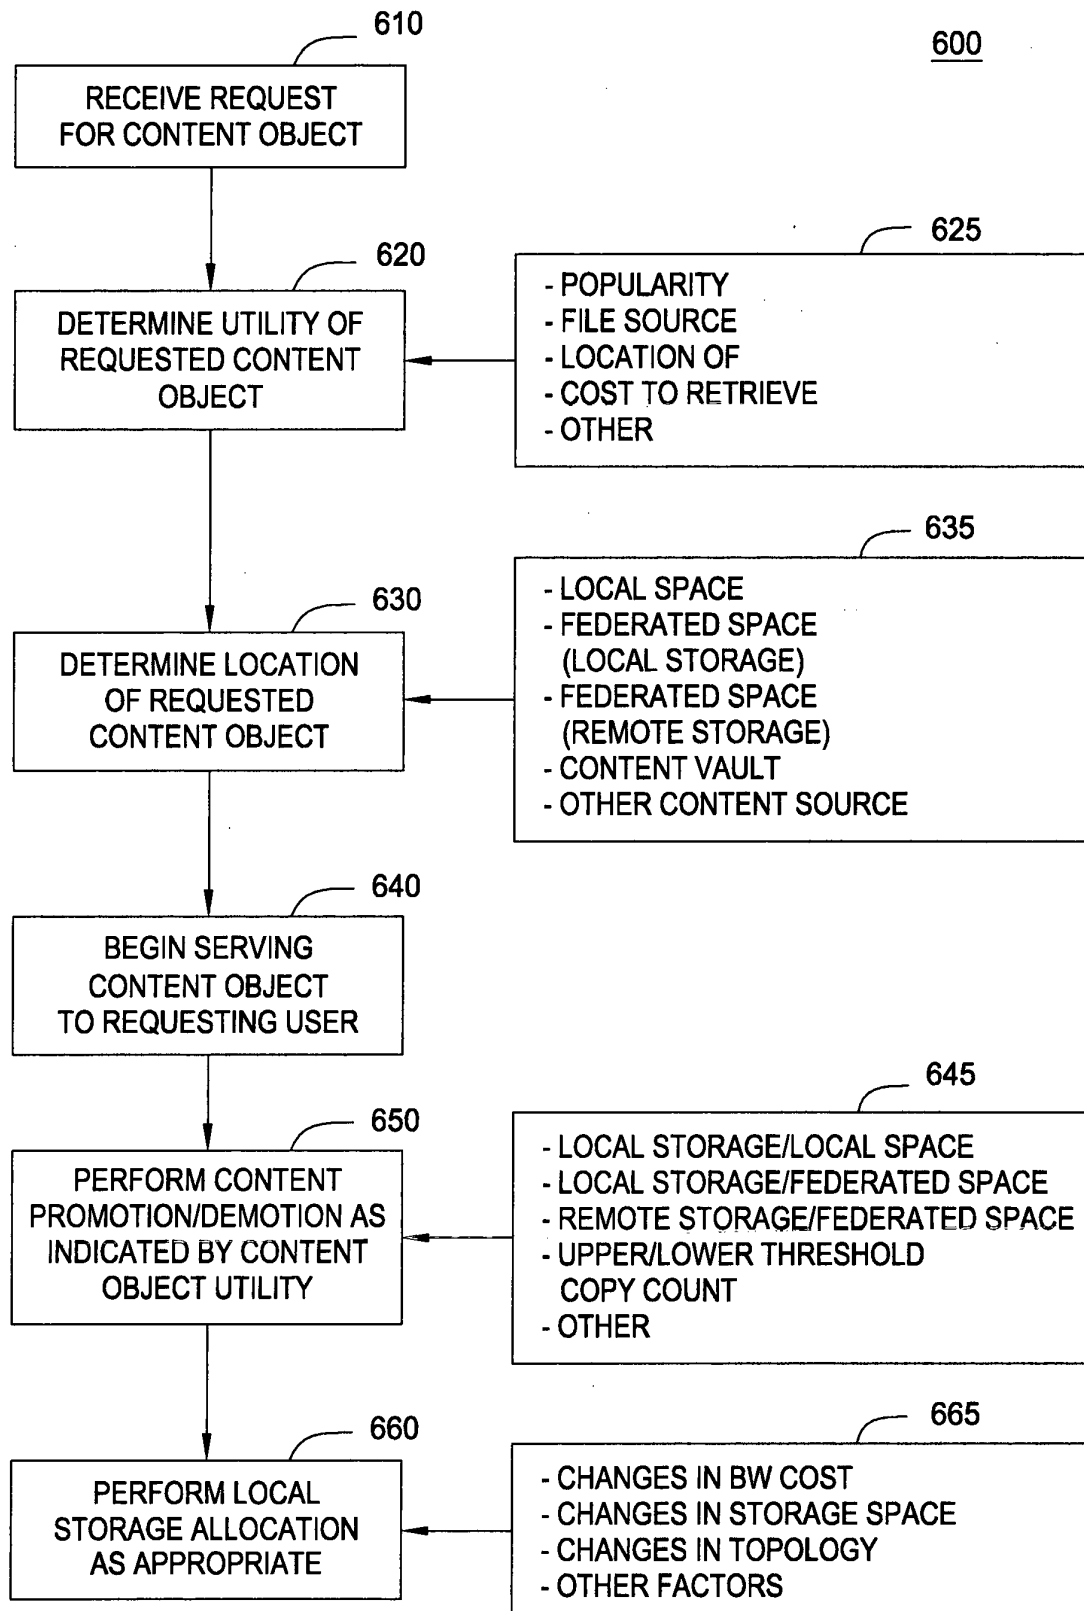 610
600
RECEIVE REQUEST
FOR CONTENT OBJECT
620
DETERMINE UTILITY OF
REQUESTED CONTENT
OBJECT
625
- POPULARITY
- FILE SOURCE
- LOCATION OF
- COST TO RETRIEVE
- OTHER
630
DETERMINE LOCATION
OF REQUESTED
CONTENT OBJECT
635
- LOCAL SPACE
- FEDERATED SPACE
(LOCAL STORAGE)
- FEDERATED SPACE
(REMOTE STORAGE)
- CONTENT VAULT
- OTHER CONTENT SOURCE
640
BEGIN SERVING
CONTENT OBJECT
TO REQUESTING USER
650
PERFORM CONTENT
PROMOTION/DEMOTION AS
INDICATED BY CONTENT
OBJECT UTILITY
645
- LOCAL STORAGE/LOCAL SPACE
- LOCAL STORAGE/FEDERATED SPACE
- REMOTE STORAGE/FEDERATED SPACE
- UPPER/LOWER THRESHOLD
COPY COUNT
- OTHER
660
PERFORM LOCAL
STORAGE ALLOCATION
AS APPROPRIATE
665
- CHANGES IN BW COST
- CHANGES IN STORAGE SPACE
- CHANGES IN TOPOLOGY
- OTHER FACTORS